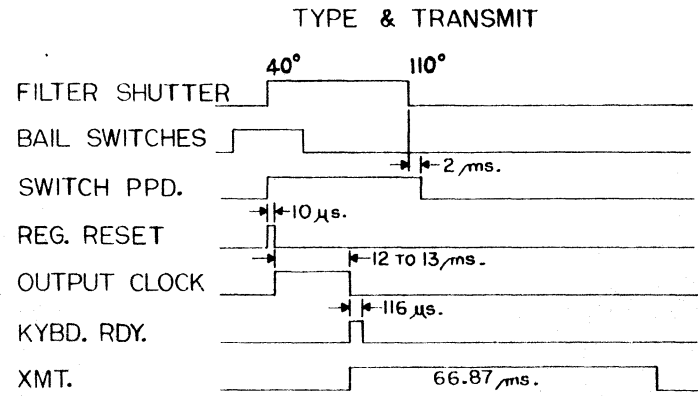 TYPE & TRANSMIT
40° 110°
FILTER SHUTTER
BAIL SWITCHES
2 ms.
SWITCH PPD.
10 µs.
REG. RESET
12 TO 13 ms.
OUTPUT CLOCK
116 µs.
KYBD. RDY.
XMT. 66.87 ms.